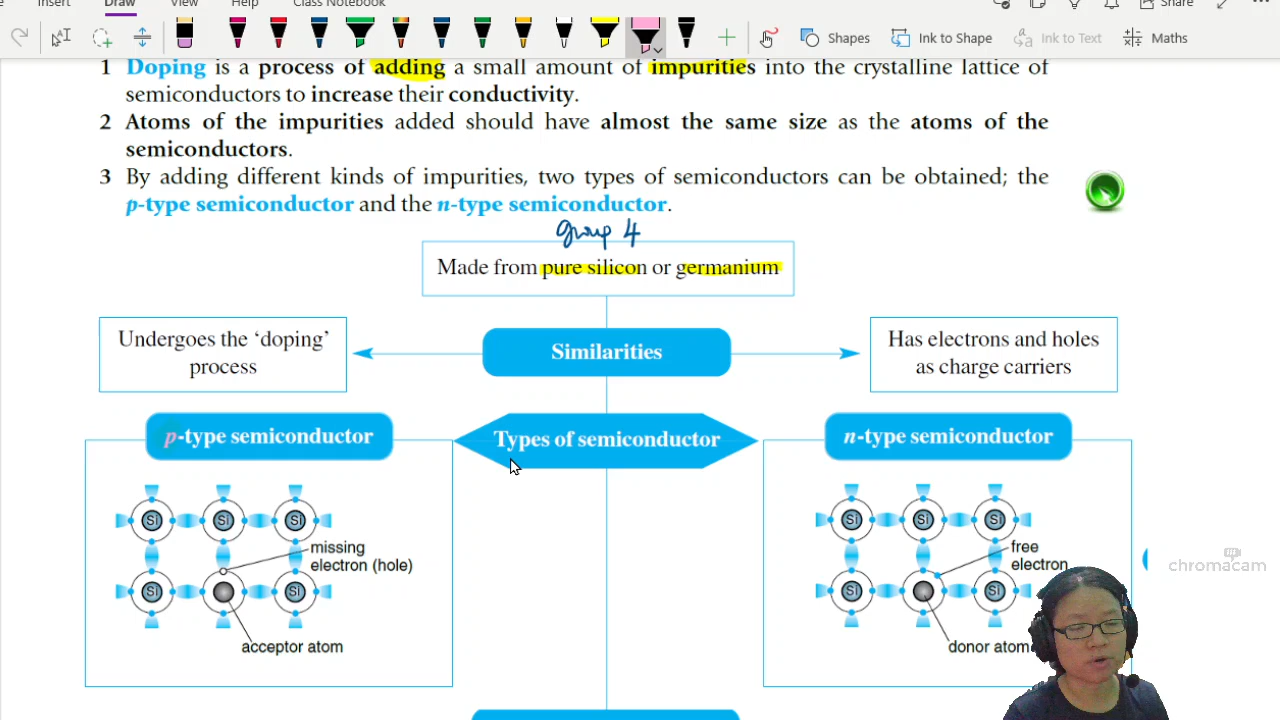 Insert
Draw
View
Help
Class Notebook
Share
Shapes
Ink to Shape
Ink to Text
Maths
1 Doping is a process of adding a small amount of impurities into the crystalline lattice of
semiconductors to increase their conductivity.
2 Atoms of the impurities added should have almost the same size as the atoms of the
semiconductors.
3 By adding different kinds of impurities, two types of semiconductors can be obtained; the
p-type semiconductor and the n-type semiconductor.
group 4
Made from pure silicon or germanium
Undergoes the ‘doping’
process
Similarities
Has electrons and holes
as charge carriers
p-type semiconductor
Types of semiconductor
n-type semiconductor
Si Si Si
missing
electron (hole)
Si Si
acceptor atom
Si Si Si
free
electron
Si Si
donor atom
chromacam